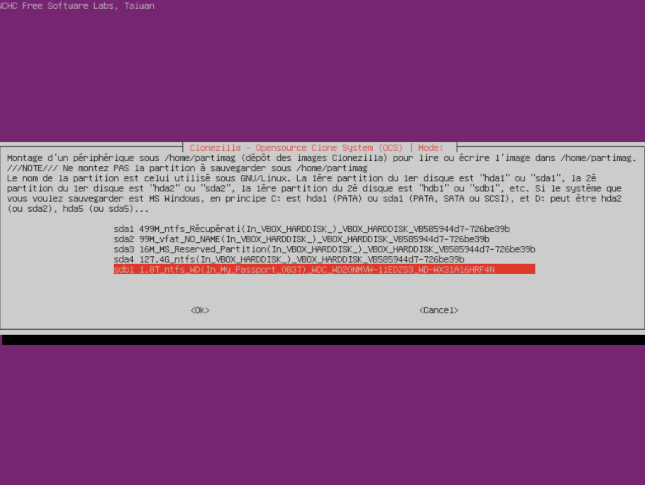 NCHC Free Software Labs, Taiwan
Clonezilla - Opensource Clone System (OCS) | Mode:
Montage d'un périphérique sous /home/partimag (dépôt des images Clonezilla) pour lire ou écrire l'image dans /home/partimag.
///NOTE/// Ne montez PAS la partition à sauvegarder sous /home/partimag
Le nom de la partition est celui utilisé sous GNU/Linux. La 1ère partition du 1er disque est "hda1" ou "sda1", la 2è
partition du 1er disque est "hda2" ou "sda2", la 1ère partition du 2è disque est "hdb1" ou "sdb1", etc. Si le système que
vous voulez sauvegarder est MS Windows, en principe C: est hda1 (PATA) ou sda1 (PATA, SATA ou SCSI), et D: peut être hda2
(ou sda2), hda5 (ou sda5)...
sda1 499M_ntfs_Récupérati(In_VBOX_HARDDISK_)_VBOX_HARDDISK_VB585944d7-726be39b
sda2 99M_vfat_NO_NAME(In_VBOX_HARDDISK_)_VBOX_HARDDISK_VB585944d7-726be39b
sda3 16M_MS_Reserved_Partition(In_VBOX_HARDDISK_)_VBOX_HARDDISK_VB585944d7-726be39b
sda4 127.4G_ntfs(In_VBOX_HARDDISK_)_VBOX_HARDDISK_VB585944d7-726be39b
sdb1 1.8T_ntfs_WD(In_My_Passport_0837)_WDC_WD20NMVW-11EDZS3_WD-WX31A16HRF4N
<Ok> <Cancel>